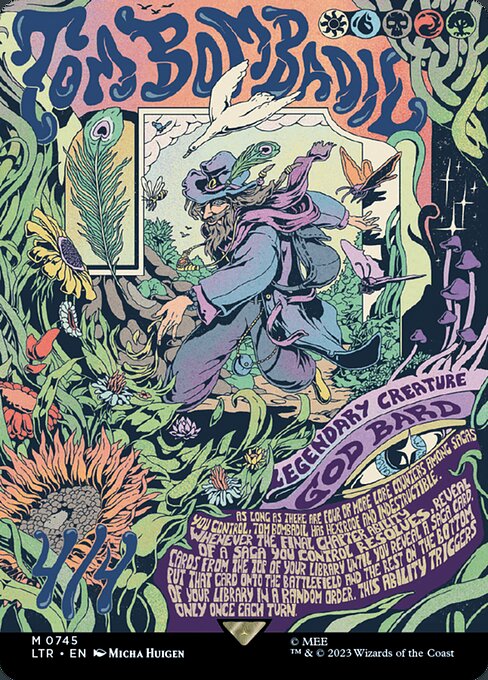 TOM BOMBADIL
LEGENDARY CREATURE
GOD BARD
AS LONG AS THERE ARE FOUR OR MORE LORE COUNTERS AMONG SAGAS
YOU CONTROL, TOM BOMBADIL HAS HEXPROOF AND INDESTRUCTIBLE.
WHENEVER THE FINAL CHAPTER ABILITY
OF A SAGA YOU CONTROL RESOLVES, REVEAL
CARDS FROM THE TOP OF YOUR LIBRARY UNTIL YOU REVEAL A SAGA CARD.
PUT THAT CARD ONTO THE BATTLEFIELD AND THE REST ON THE BOTTOM
OF YOUR LIBRARY IN A RANDOM ORDER. THIS ABILITY TRIGGERS
ONLY ONCE EACH TURN.
4/4
M 0745
LTR • EN Micha Huigen
© MEE
™ & © 2023 Wizards of the Coast